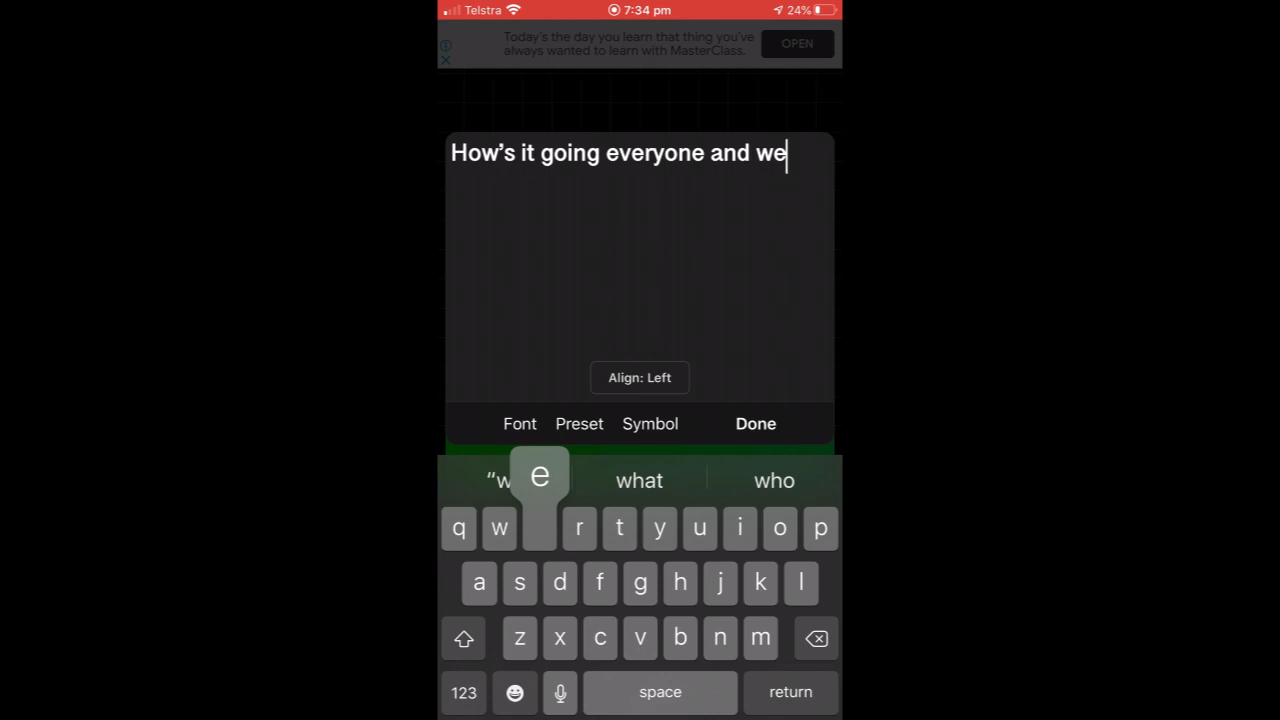 Telstra 7:34 pm 24%
Today's the day you learn that thing you've
always wanted to learn with MasterClass.
OPEN
How's it going everyone and we
Align: Left
Font Preset Symbol Done
"w e what who
q w r t y u i o p
a s d f g h j k l
z x c v b n m
123 space return